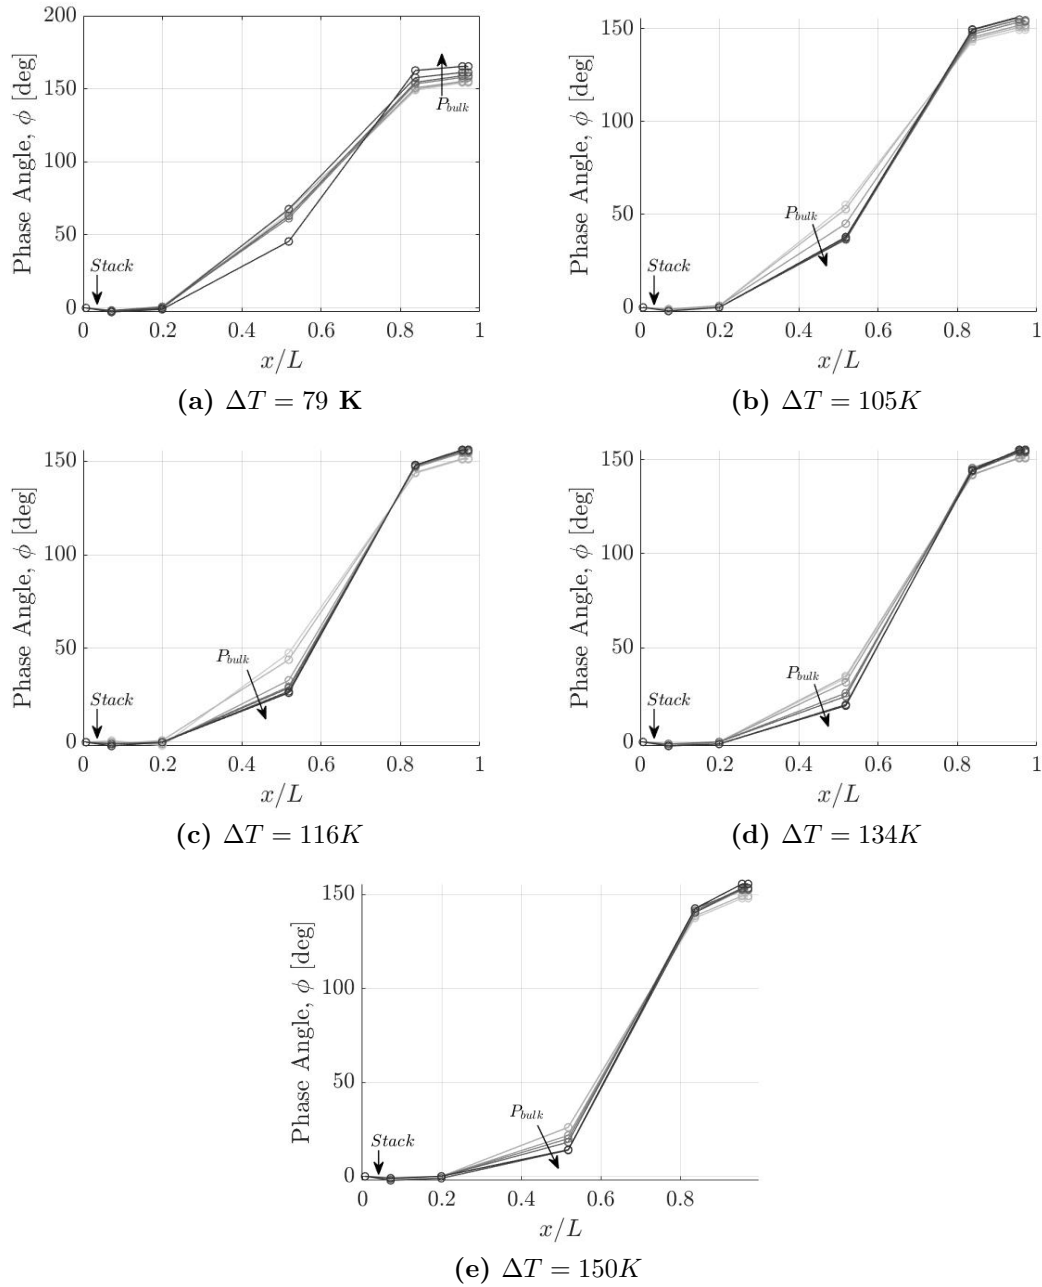 200
150
100
50
0
Phase Angle, ϕ [deg]
P_bulk
Stack
0 0.2 0.4 0.6 0.8 1
x/L
(a) ΔT = 79 K
150
100
50
0
Phase Angle, ϕ [deg]
P_bulk
Stack
0 0.2 0.4 0.6 0.8 1
x/L
(b) ΔT = 105K
150
100
50
0
Phase Angle, ϕ [deg]
P_bulk
Stack
0 0.2 0.4 0.6 0.8 1
x/L
(c) ΔT = 116K
150
100
50
0
Phase Angle, ϕ [deg]
P_bulk
Stack
0 0.2 0.4 0.6 0.8 1
x/L
(d) ΔT = 134K
150
100
50
0
Phase Angle, ϕ [deg]
P_bulk
Stack
0 0.2 0.4 0.6 0.8
x/L
(e) ΔT = 150K